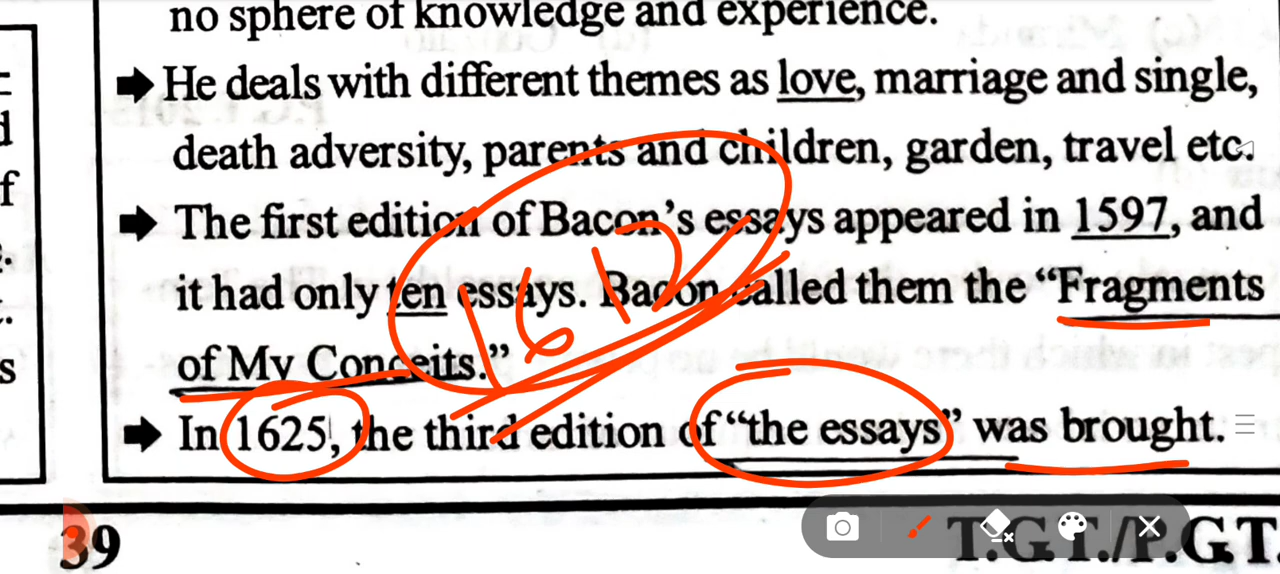 no sphere of knowledge and experience.
➡ He deals with different themes as love, marriage and single,
death adversity, parents and children, garden, travel etc.
➡ The first edition of Bacon's essays appeared in 1597, and
it had only ten essays. Bacon called them the “Fragments
of My Conceits.”
1612
➡ In 1625, the third edition of “the essays” was brought.
39
T.G.T./P.G.T.